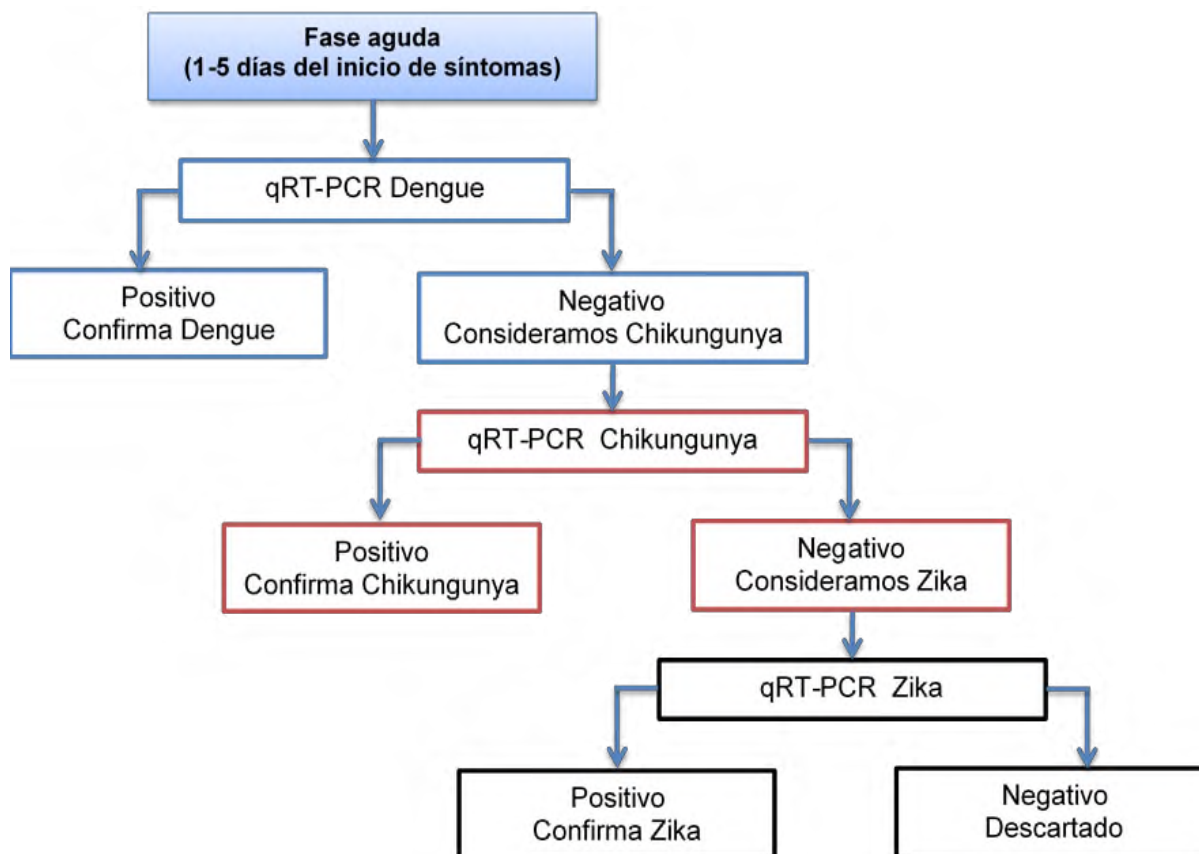 Fase aguda
(1-5 días del inicio de síntomas)
qRT-PCR Dengue
Positivo
Confirma Dengue
Negativo
Consideramos Chikungunya
qRT-PCR Chikungunya
Positivo
Confirma Chikungunya
Negativo
Consideramos Zika
qRT-PCR Zika
Positivo
Confirma Zika
Negativo
Descartado